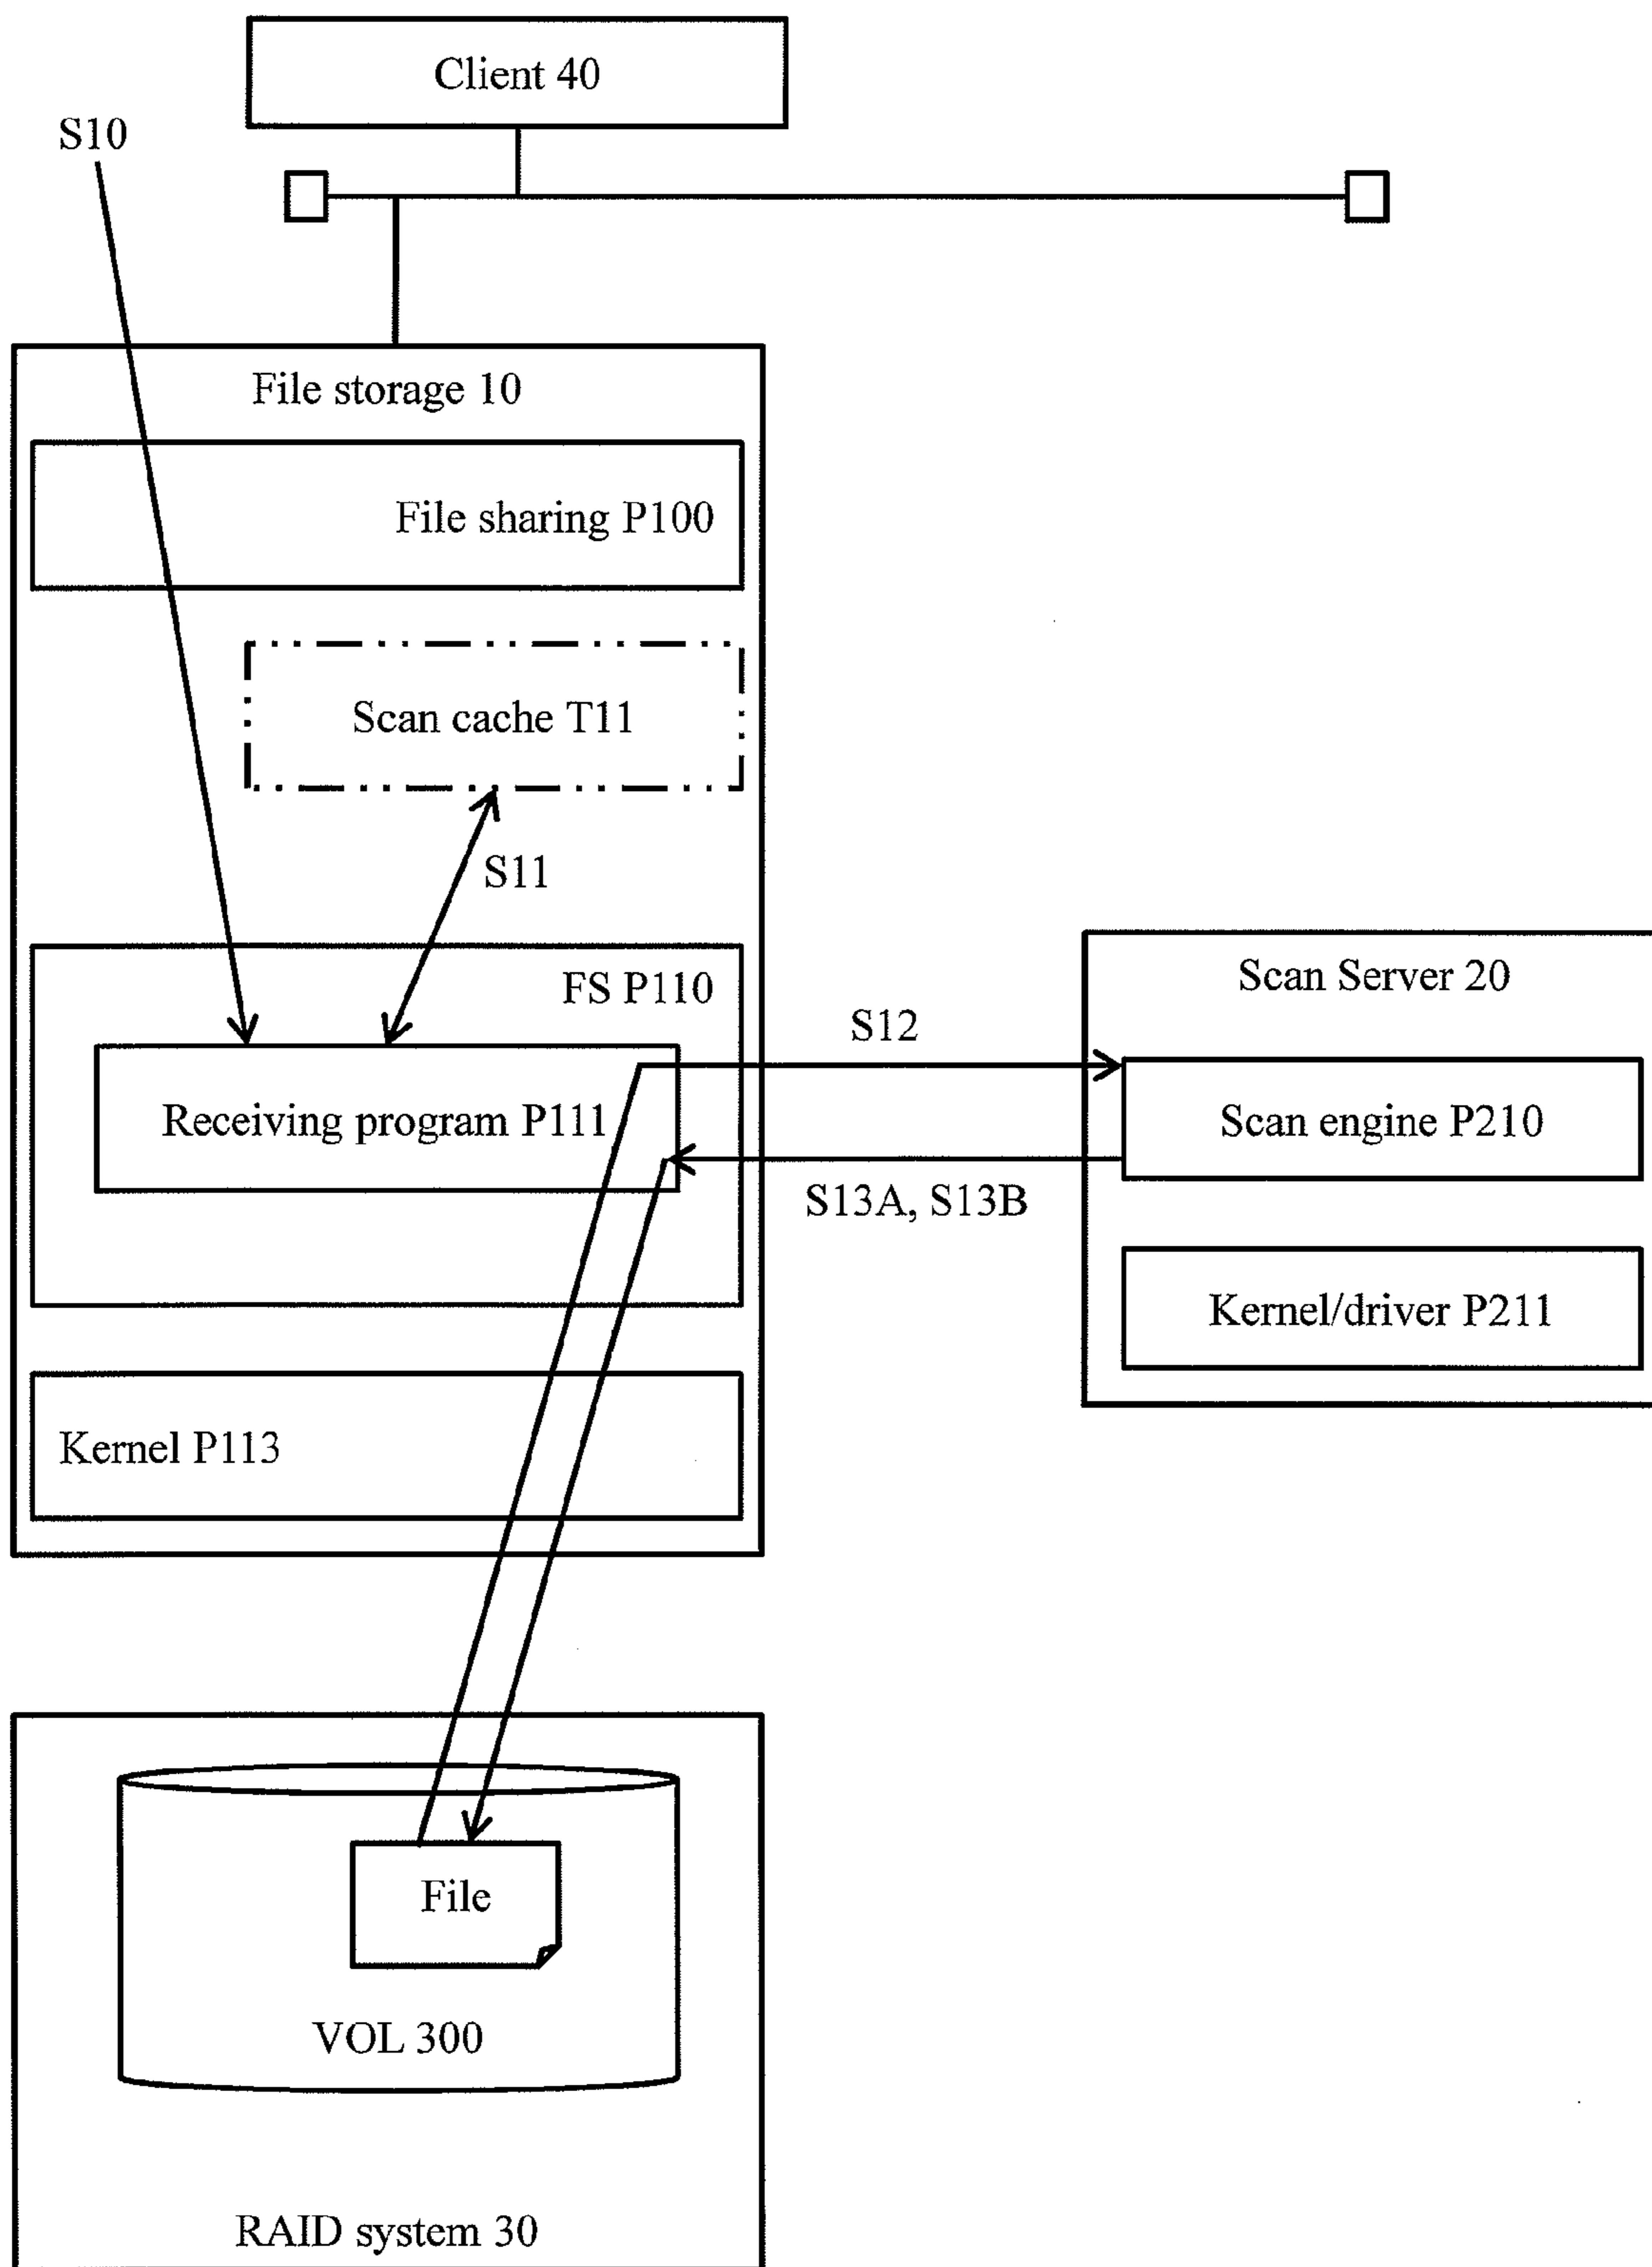 Client 40
S10
File storage 10
File sharing P100
Scan cache T11
S11
FS P110
Scan Server 20
S12
Receiving program P111
Scan engine P210
S13A, S13B
Kernel/driver P211
Kernel P113
File
VOL 300
RAID system 30